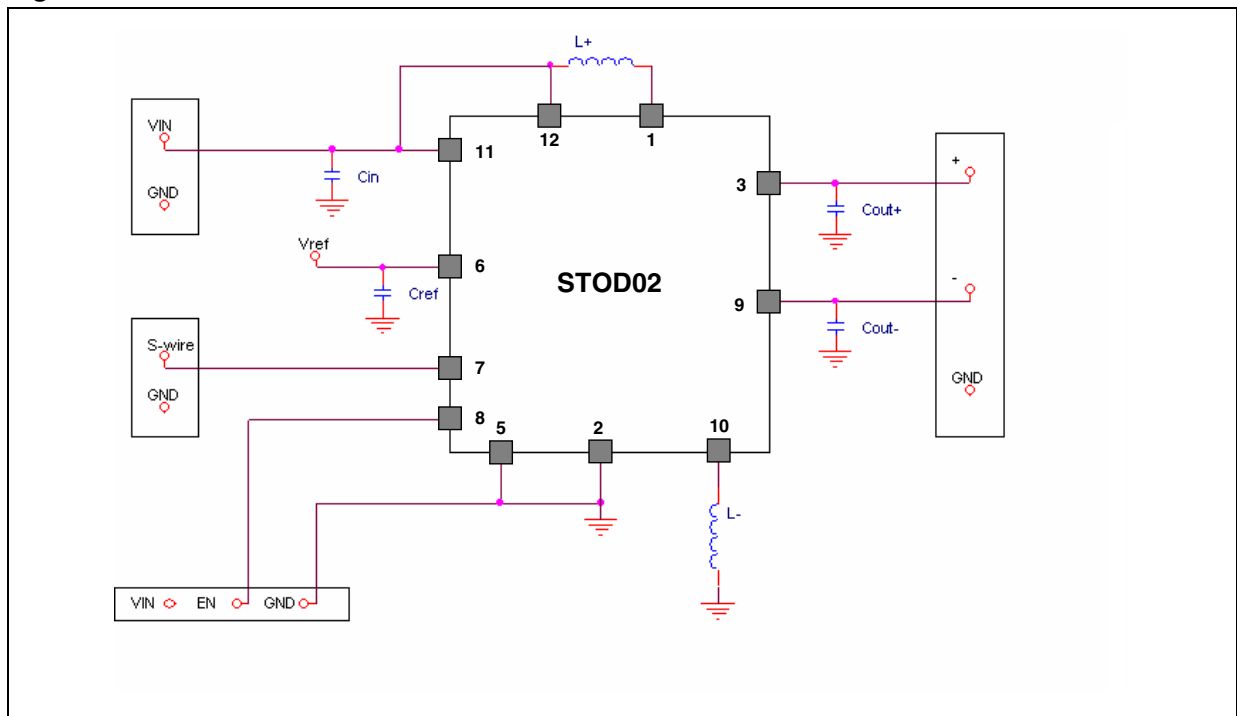 L+
VIN
12
1
11
+
Cin
3
GND
Cout+
Vref
6
STOD02
-
Cref
9
Cout-
S-wire
7
GND
GND
8
5
2
10
L-
VIN
EN
GND